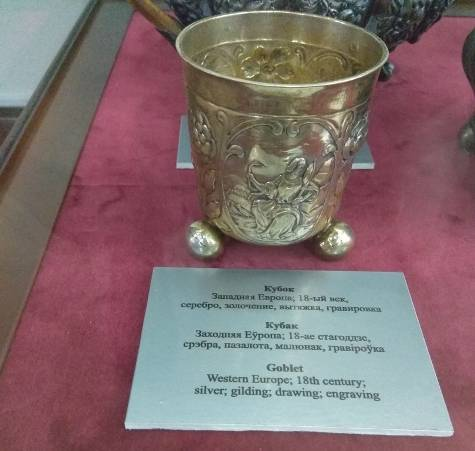 Кубок
Западная Европа; 18-ый век,
серебро, золочение, вытяжка, гравировка
Кубак
Заходняя Еўропа; 18-ае стагоддзе,
срэбра, пазалота, малюнак, гравіроўка
Goblet
Western Europe; 18th century;
silver; gilding; drawing; engraving